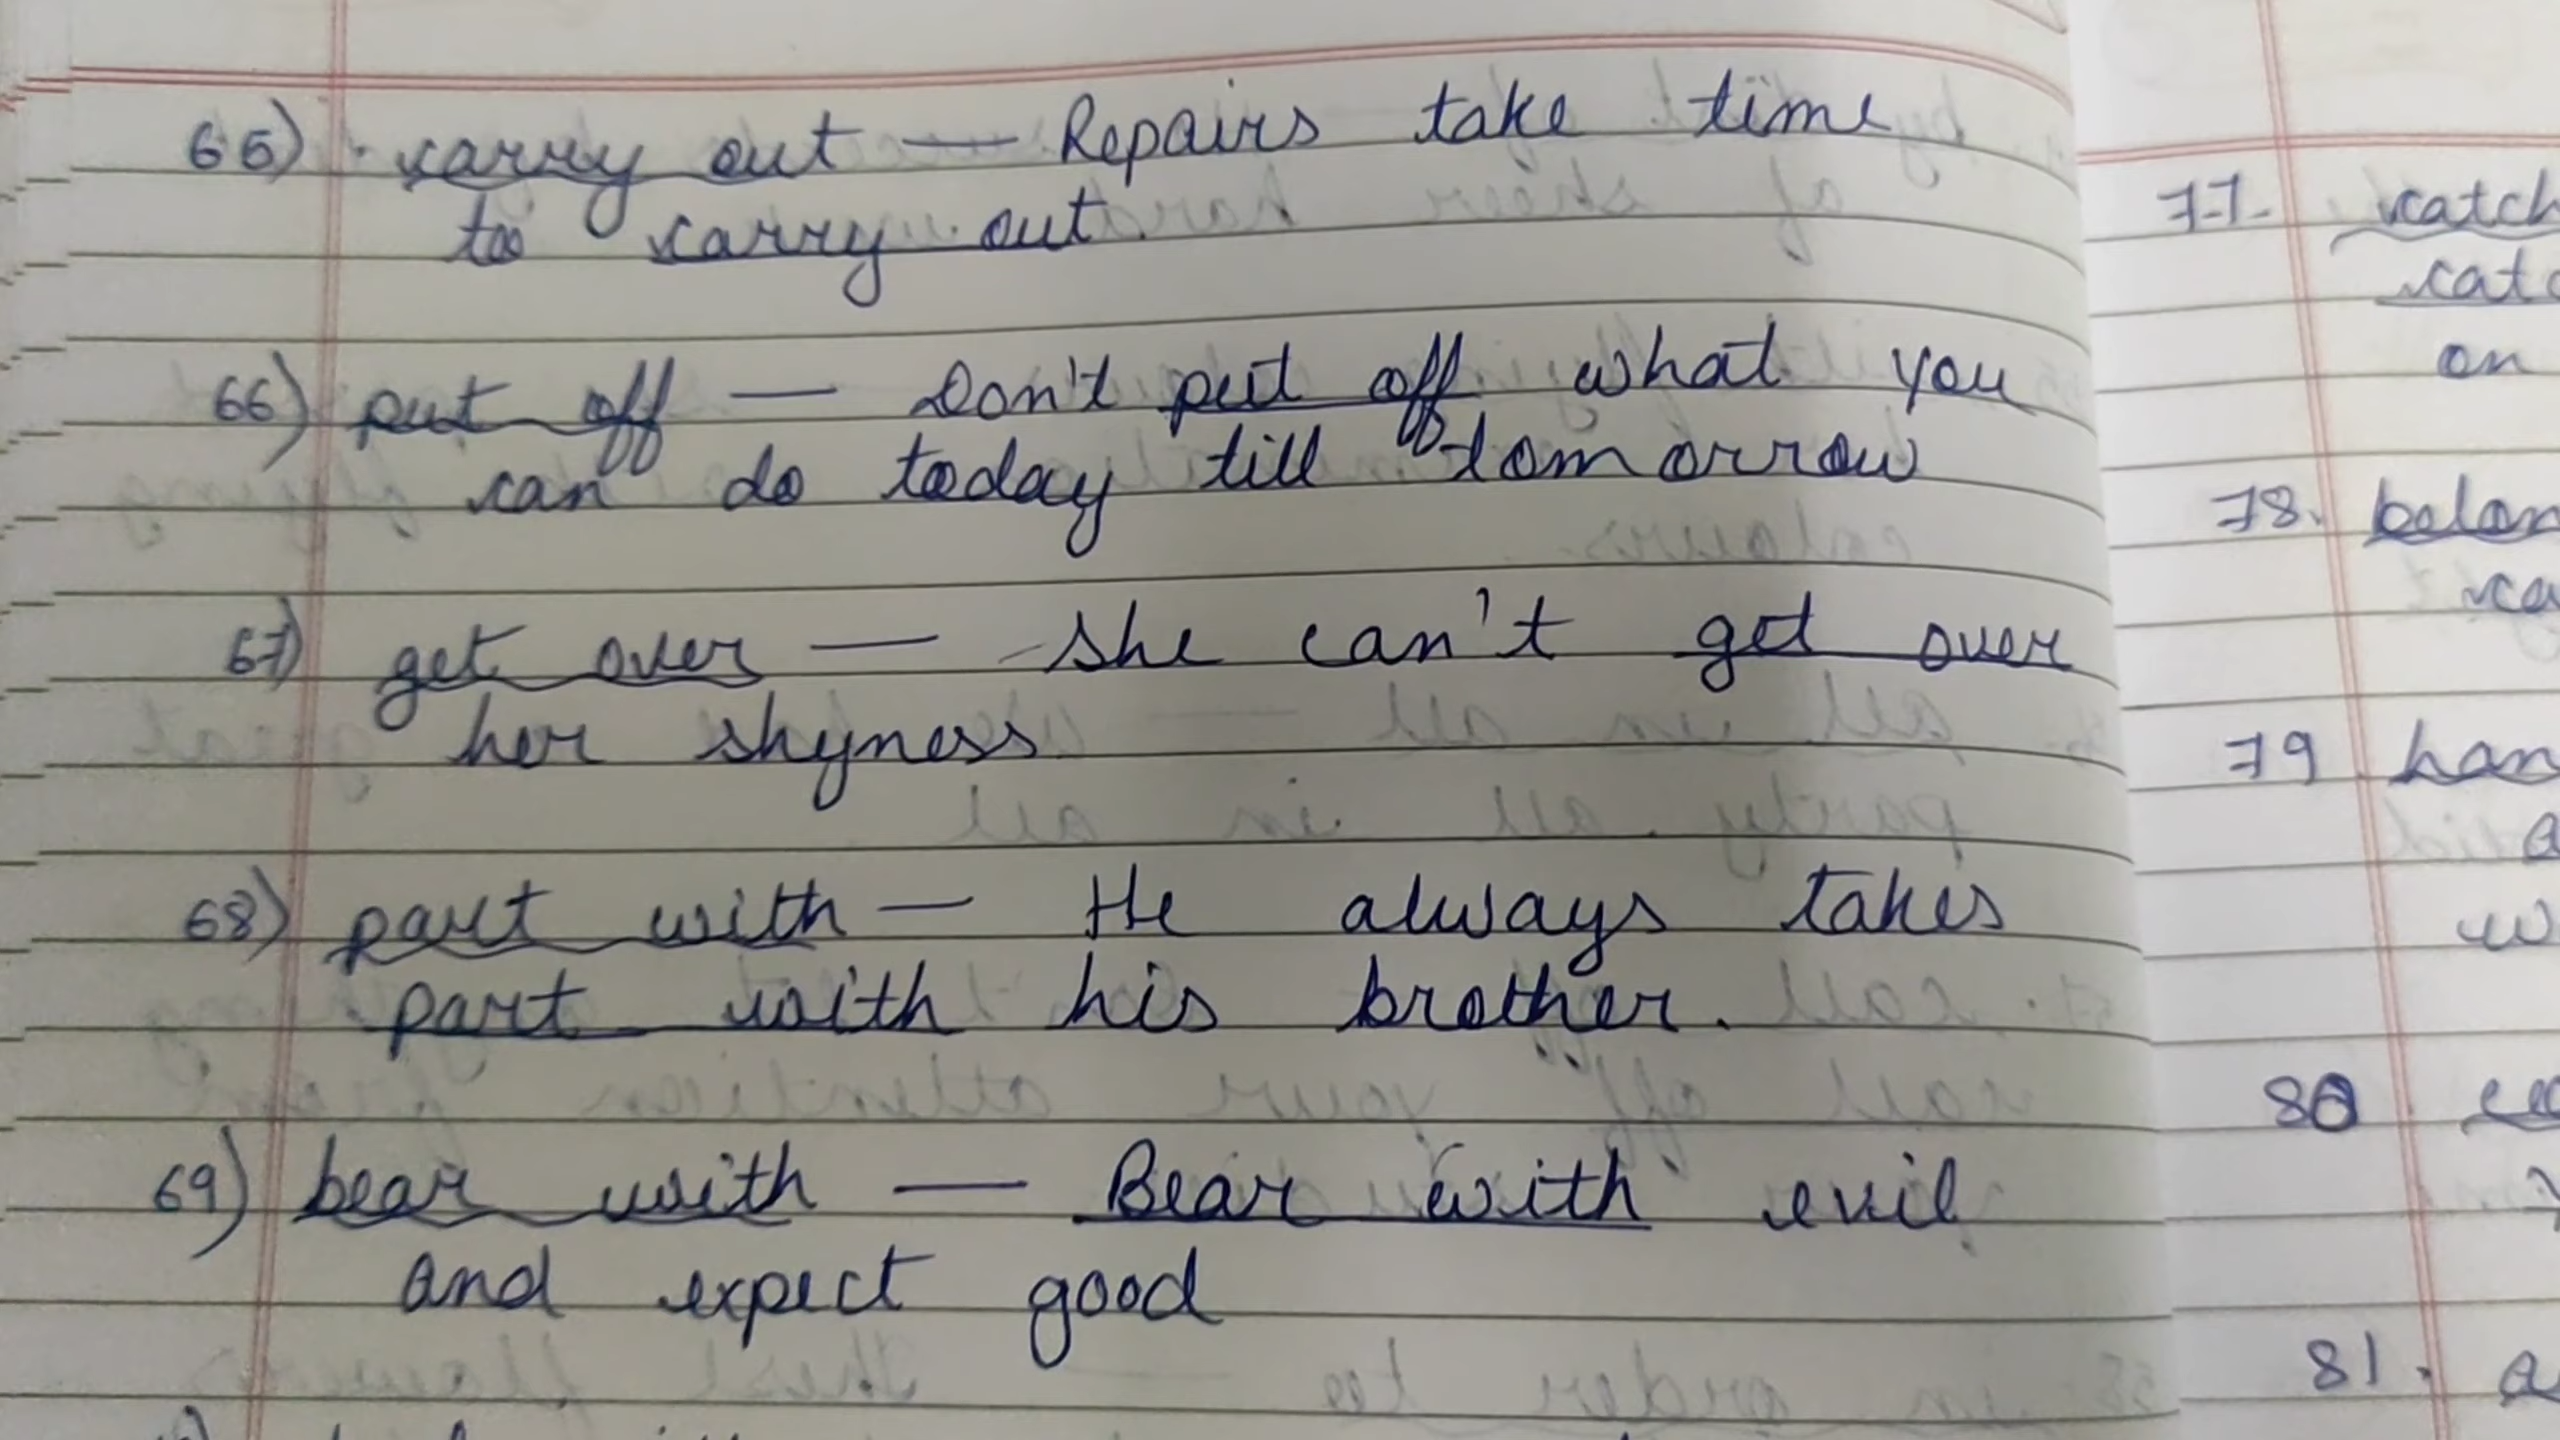 65) carry out — Repairs take time
to carry out.
66) put off — Don't put off what you
can do today till tomorrow
67) get over — She can't get over
her shyness
68) part with — He always takes
part with his brother.
69) bear with — Bear with evil
and expect good
77. catch
on
78.
79
80
81.